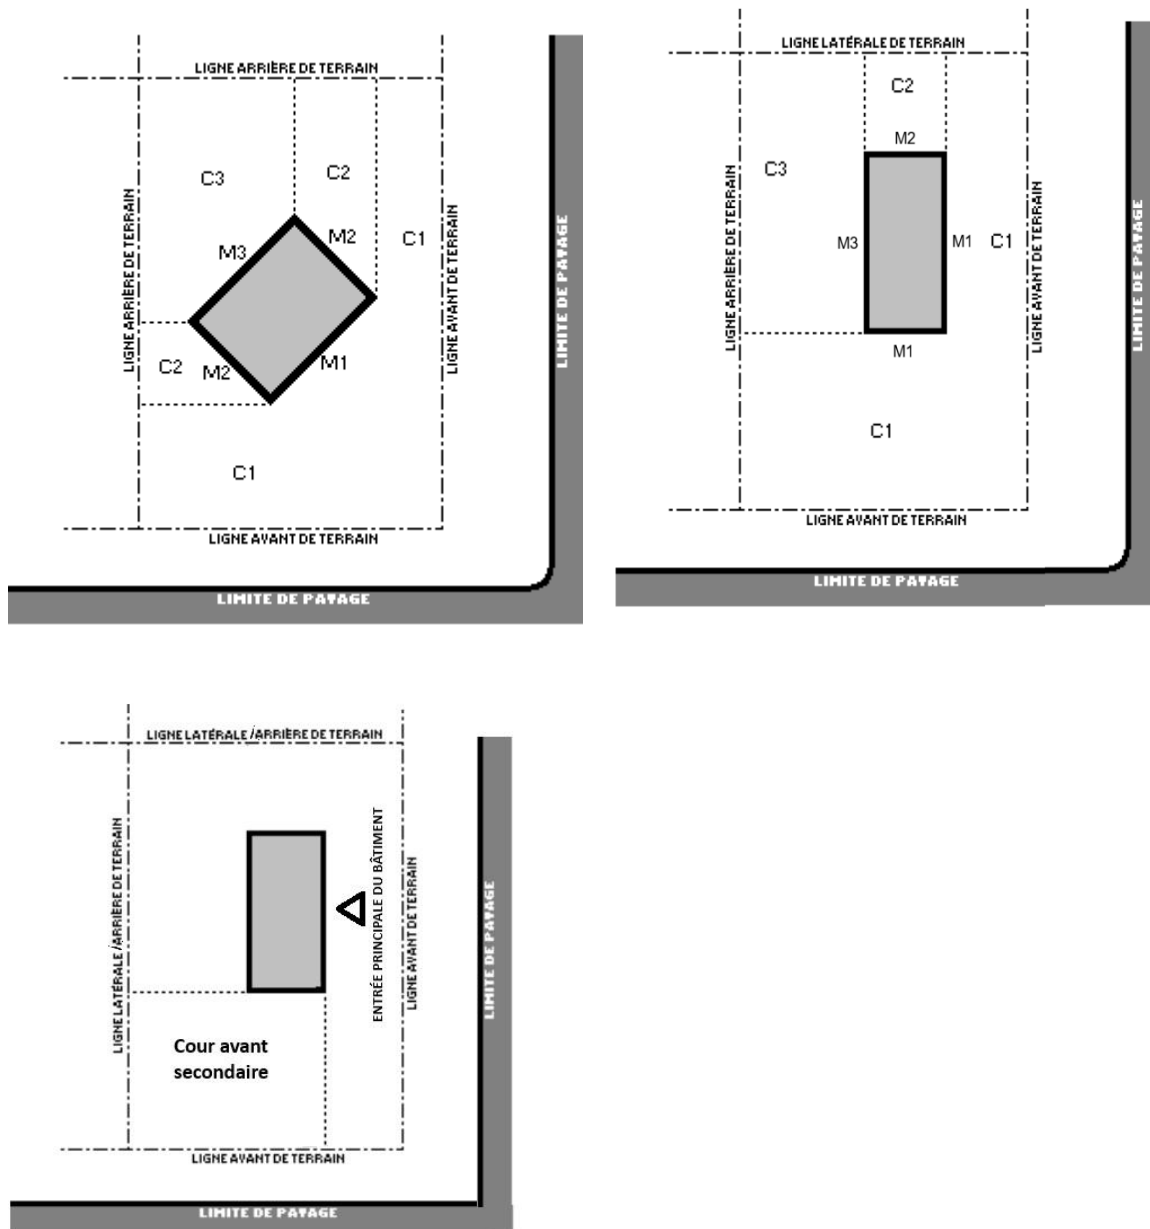 LIGNE ARRIÈRE DE TERRAIN
C2
C3
M2
M3
C1
LIGNE ARRIÈRE DE TERRAIN
LIGNE AVANT DE TERRAIN
LIMITE DE PAVAGE
C2
M2
M1
C1
LIGNE AVANT DE TERRAIN
LIMITE DE PAVAGE
LIGNE LATÉRALE DE TERRAIN
C2
M2
C3
M3
M1
C1
LIGNE ARRIÈRE DE TERRAIN
LIGNE AVANT DE TERRAIN
LIMITE DE PAVAGE
M1
C1
LIGNE AVANT DE TERRAIN
LIMITE DE PAVAGE
LIGNE LATÉRALE /ARRIÈRE DE TERRAIN
LIGNE LATÉRALE /ARRIÈRE DE TERRAIN
ENTRÉE PRINCIPALE DU BÂTIMENT
LIGNE AVANT DE TERRAIN
LIMITE DE PAVAGE
Cour avant
secondaire
LIGNE AVANT DE TERRAIN
LIMITE DE PAVAGE